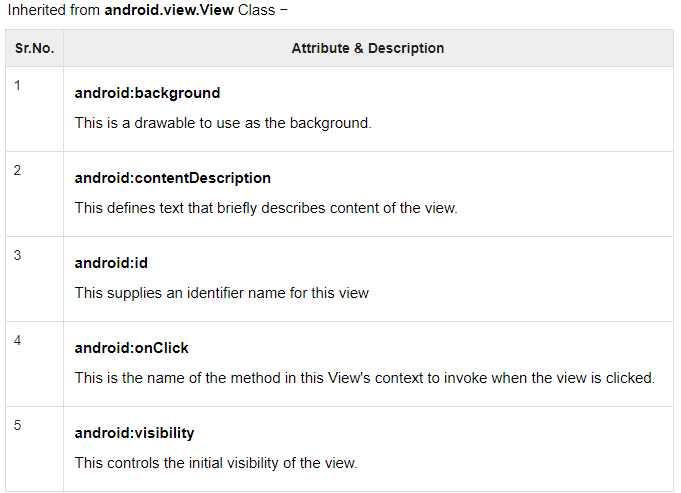 Inherited from android.view.View Class −
Sr.No. Attribute & Description
1
android:background
This is a drawable to use as the background.
2
android:contentDescription
This defines text that briefly describes content of the view.
3
android:id
This supplies an identifier name for this view
4
android:onClick
This is the name of the method in this View's context to invoke when the view is clicked.
5
android:visibility
This controls the initial visibility of the view.